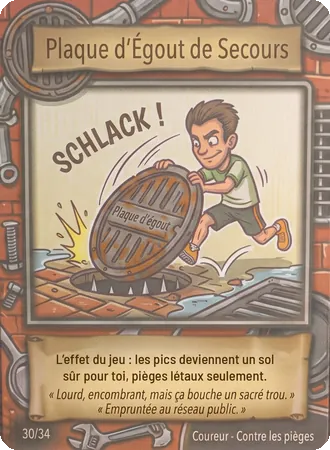 Plaque d’Égout de Secours
SCHLACK !
Plaque d'égout
L’effet du jeu : les pics deviennent un sol
sûr pour toi, pièges létaux seulement.
« Lourd, encombrant, mais ça bouche un sacré trou. »
« Empruntée au réseau public. »
30/34
Coureur - Contre les pièges